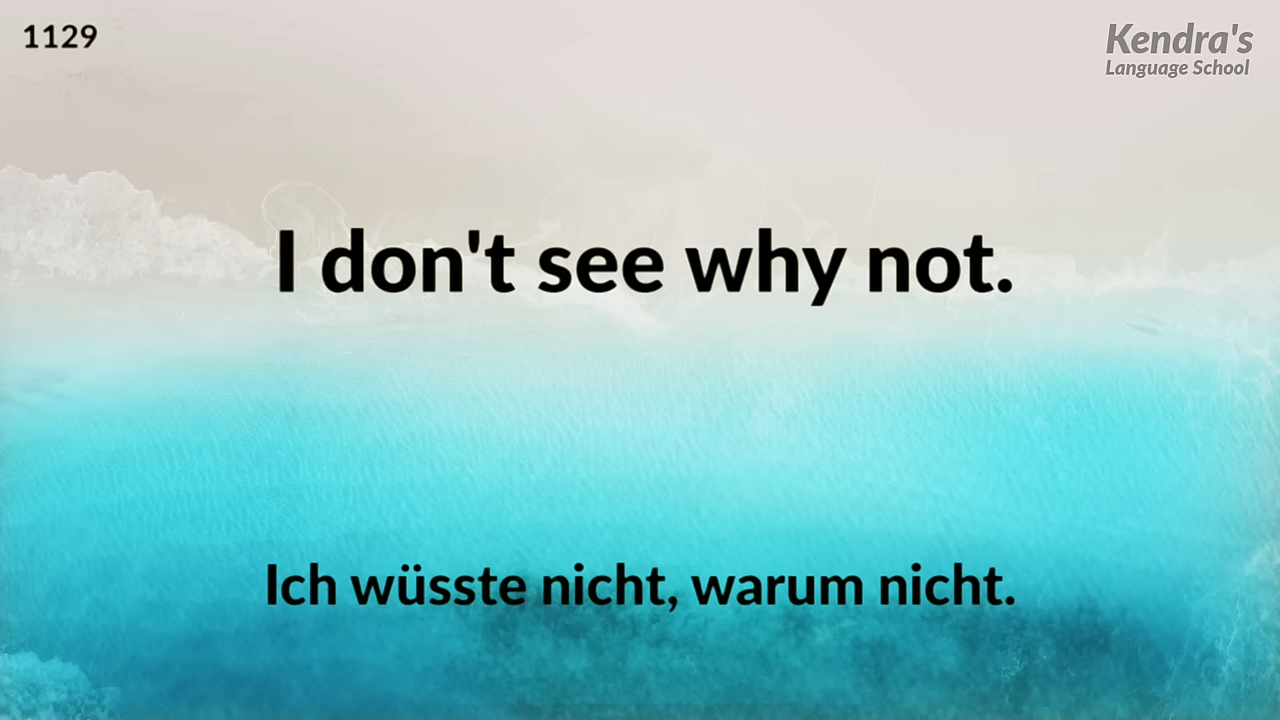 1129
Kendra's
Language School
I don't see why not.
Ich wüsste nicht, warum nicht.